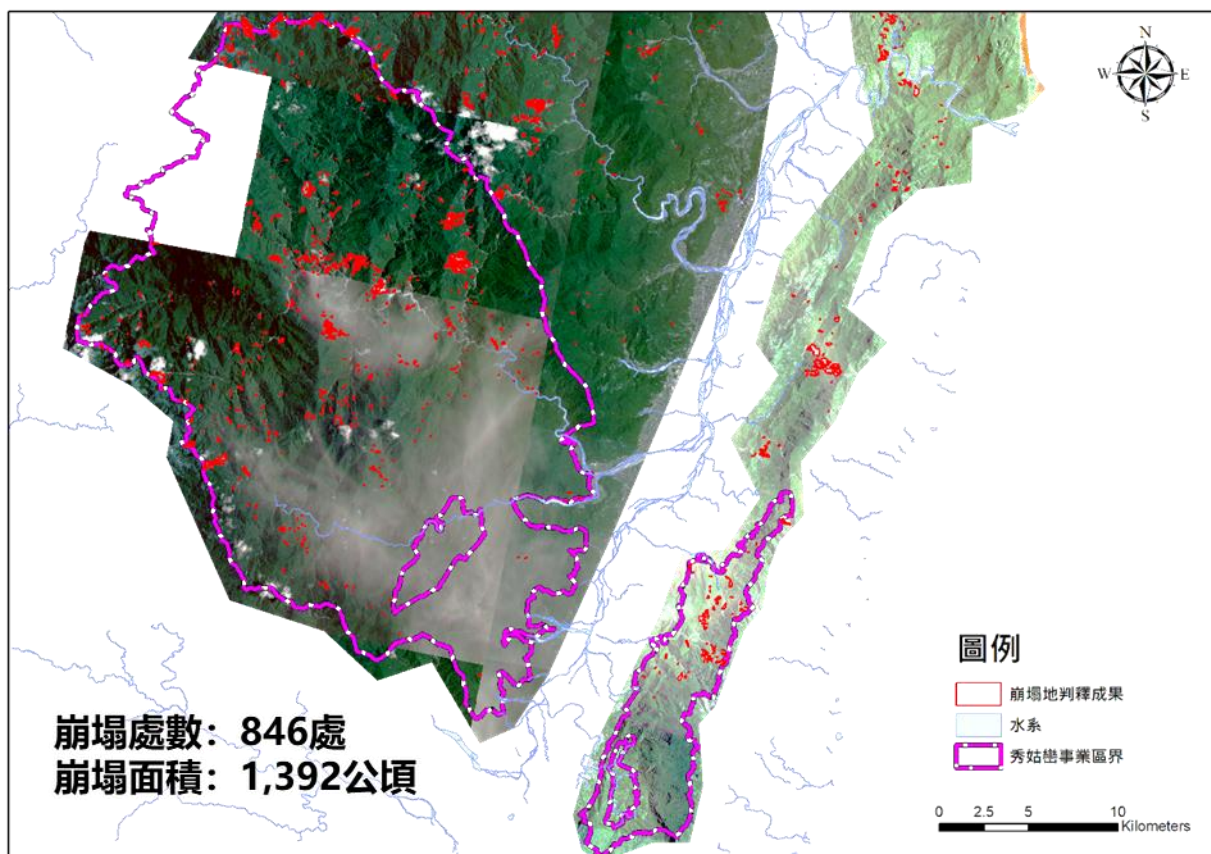 N
W E
S
圖例
崩塌地判釋成果
水系
秀姑巒事業區界
崩塌處數：846處
崩塌面積：1,392公頃
0 2.5 5 10
Kilometers